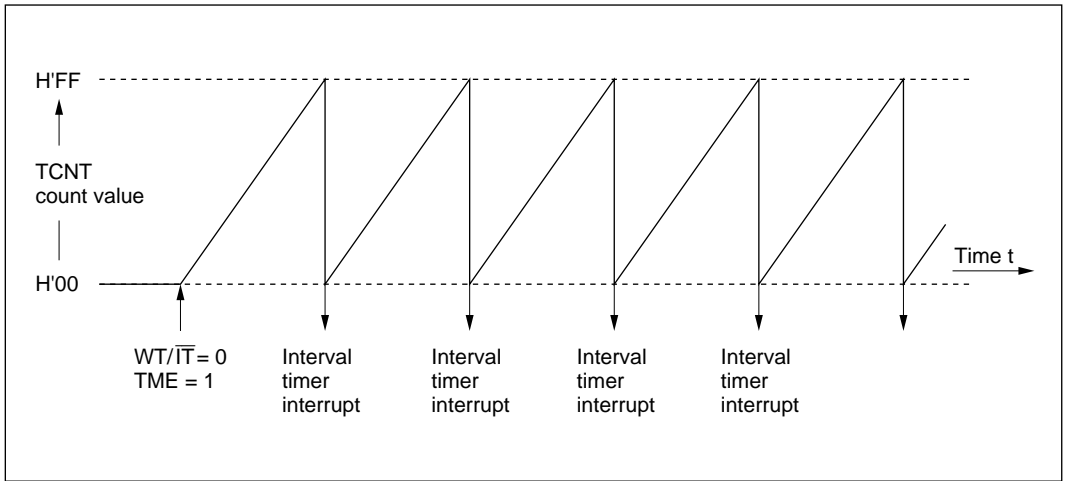 H'FF
TCNT
count value
H'00
Time t
WT/I̅T̅ = 0
TME = 1
Interval
timer
interrupt
Interval
timer
interrupt
Interval
timer
interrupt
Interval
timer
interrupt